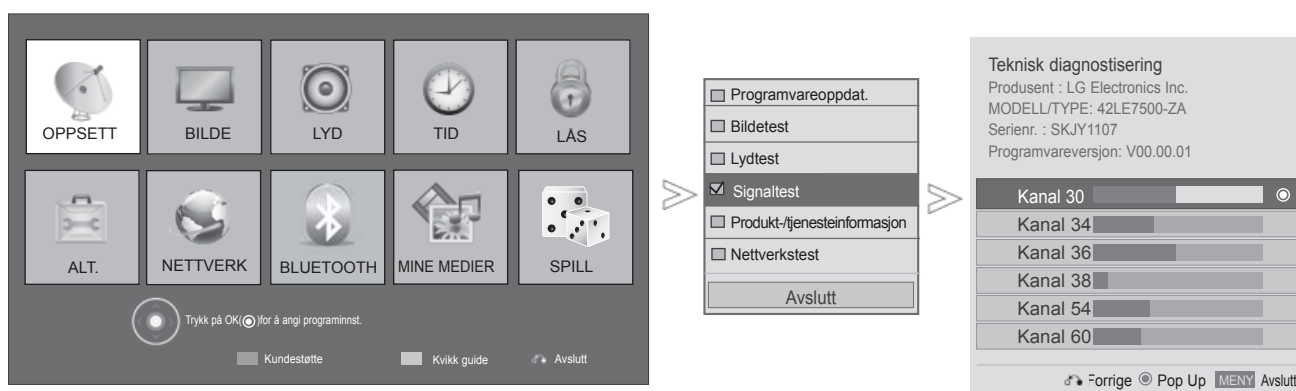 OPPSETT
BILDE
LYD
TID
LÅS
ALT.
NETTVERK
BLUETOOTH
MINE MEDIER
SPILL
Trykk på OK(◉)for å angi programinnst.
Kundestøtte
Kvikk guide
Avslutt
Programvareoppdat.
Bildetest
Lydtest
Signaltest
Produkt-/tjenesteinformasjon
Nettverkstest
Avslutt
Teknisk diagnostisering
Produsent : LG Electronics Inc.
MODELL/TYPE: 42LE7500-ZA
Serienr. : SKJY1107
Programvareversjon: V00.00.01
Kanal 30
Kanal 34
Kanal 36
Kanal 38
Kanal 54
Kanal 60
Forrige ◉ Pop Up MENY Avslutt